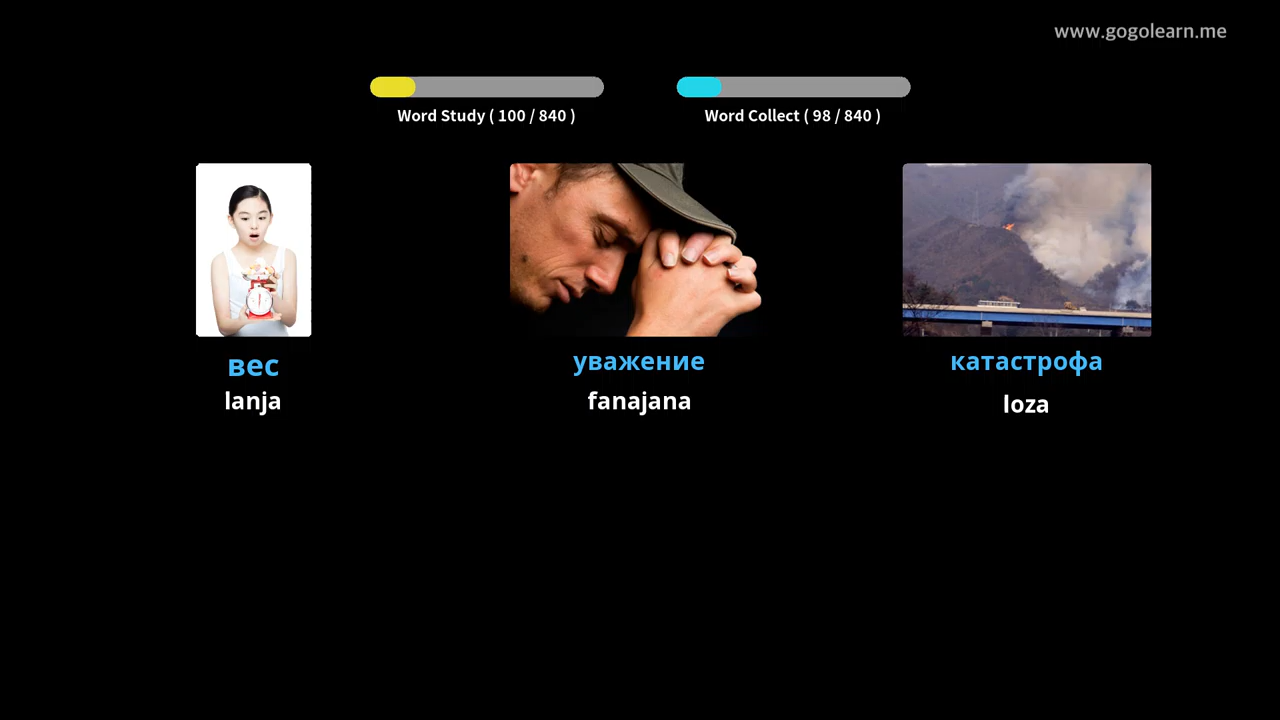 www.gogolearn.me
Word Study ( 100 / 840 )
Word Collect ( 98 / 840 )
вес
lanja
уважение
fanajana
катастрофа
loza